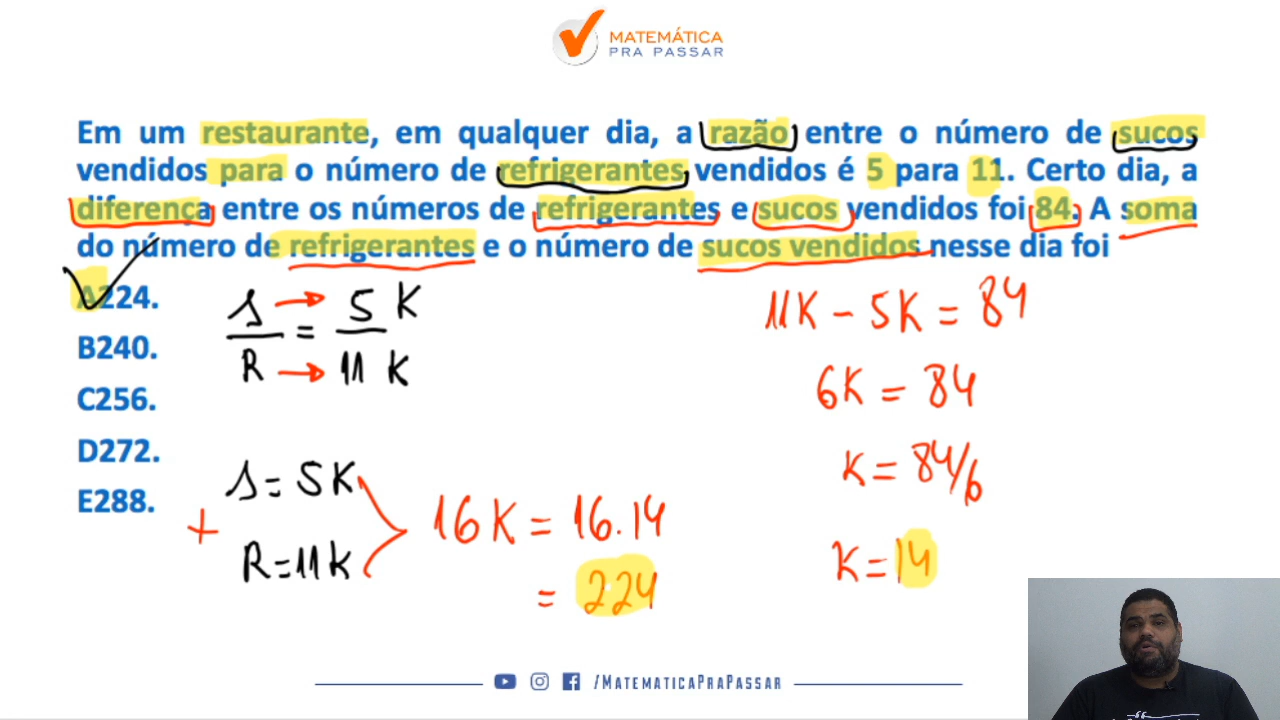 MATEMÁTICA
PRA PASSAR
Em um restaurante, em qualquer dia, a razão entre o número de sucos
vendidos para o número de refrigerantes vendidos é 5 para 11. Certo dia, a
diferença entre os números de refrigerantes e sucos vendidos foi 84. A soma
do número de refrigerantes e o número de sucos vendidos nesse dia foi
A224.
B240.
C256.
D272.
E288.
s → 5 K
=
R → 11 K
s = 5K
+
R = 11K
16K = 16.14
= 224
11K - 5K = 84
6K = 84
K = 84/6
K = 14
/MATEMATICAPRAPASSAR